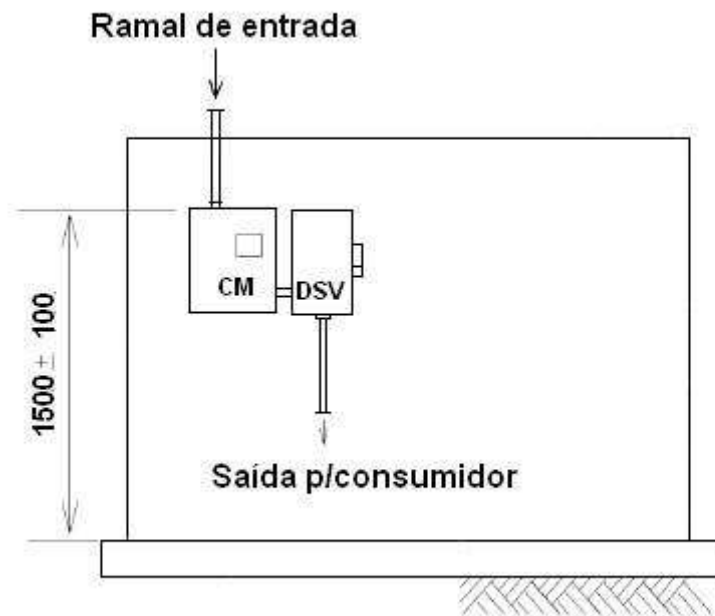 Ramal de entrada
CM
DSV
1500 ± 100
Saída p/consumidor